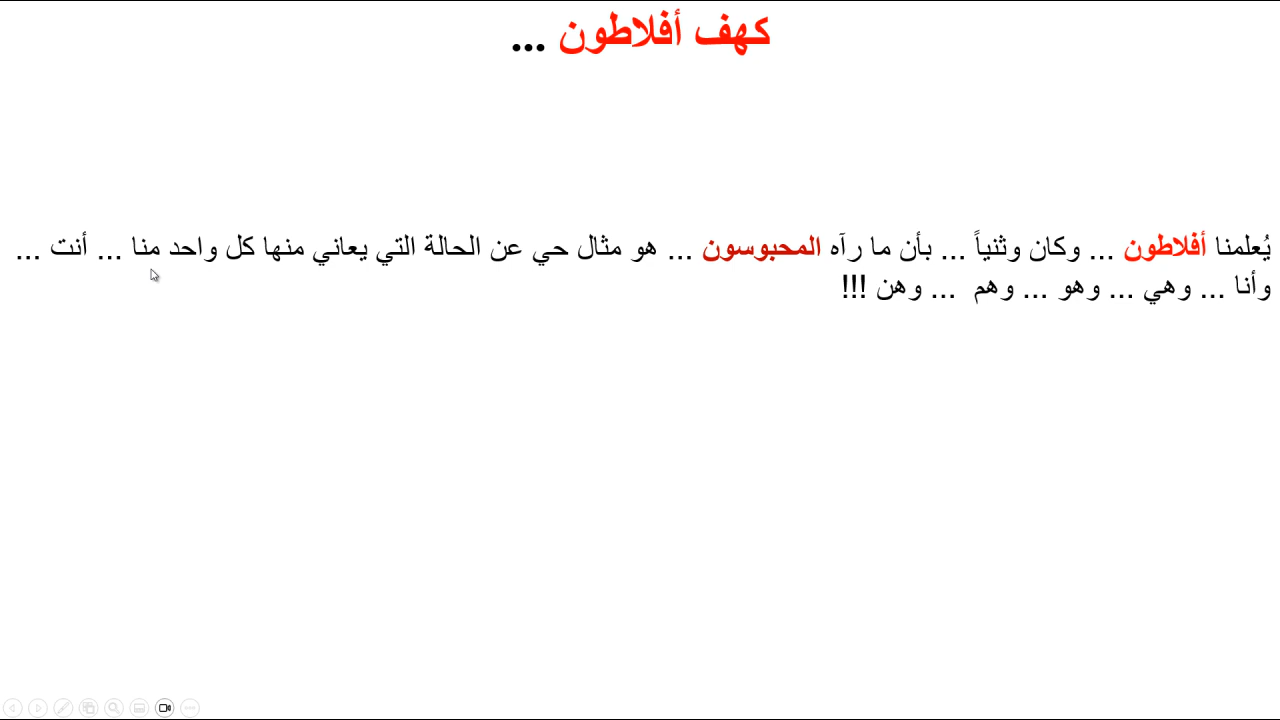 كهف أفلاطون ...
يُعلمنا أفلاطون ... وكان وثنياً ... بأن ما رآه المحبوسون ... هو مثال حي عن الحالة التي يعاني منها كل واحد منا ... أنت ...
وأنا ... وهي ... وهو ... وهم ... وهن !!!